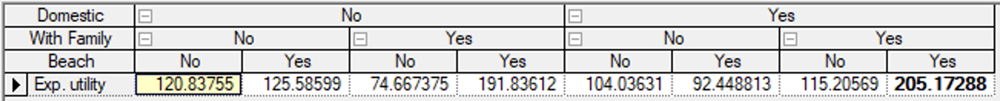 Domestic No Yes
With Family No Yes No Yes
Beach No Yes No Yes No Yes No Yes
Exp. utility 120.83755 125.58599 74.667375 191.83612 104.03631 92.448813 115.20569 205.17288